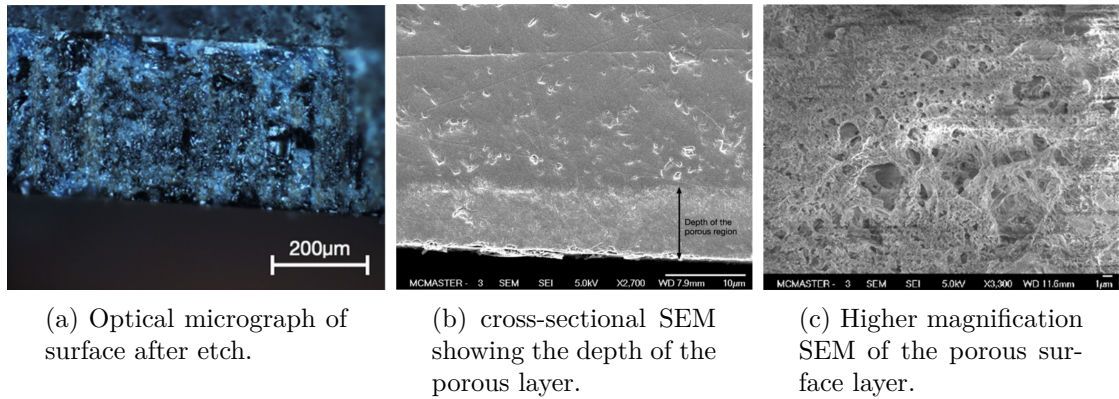 200μm
Depth of the
porous region
MCMASTER - 3 SEM SEI 5.0kV X2,700 WD 7.9mm 10μm
MCMASTER - 3 SEM SEI 5.0kV X3,300 WD 11.6mm 1μm
(a) Optical micrograph of
surface after etch.
(b) cross-sectional SEM
showing the depth of the
porous layer.
(c) Higher magnification
SEM of the porous sur-
face layer.